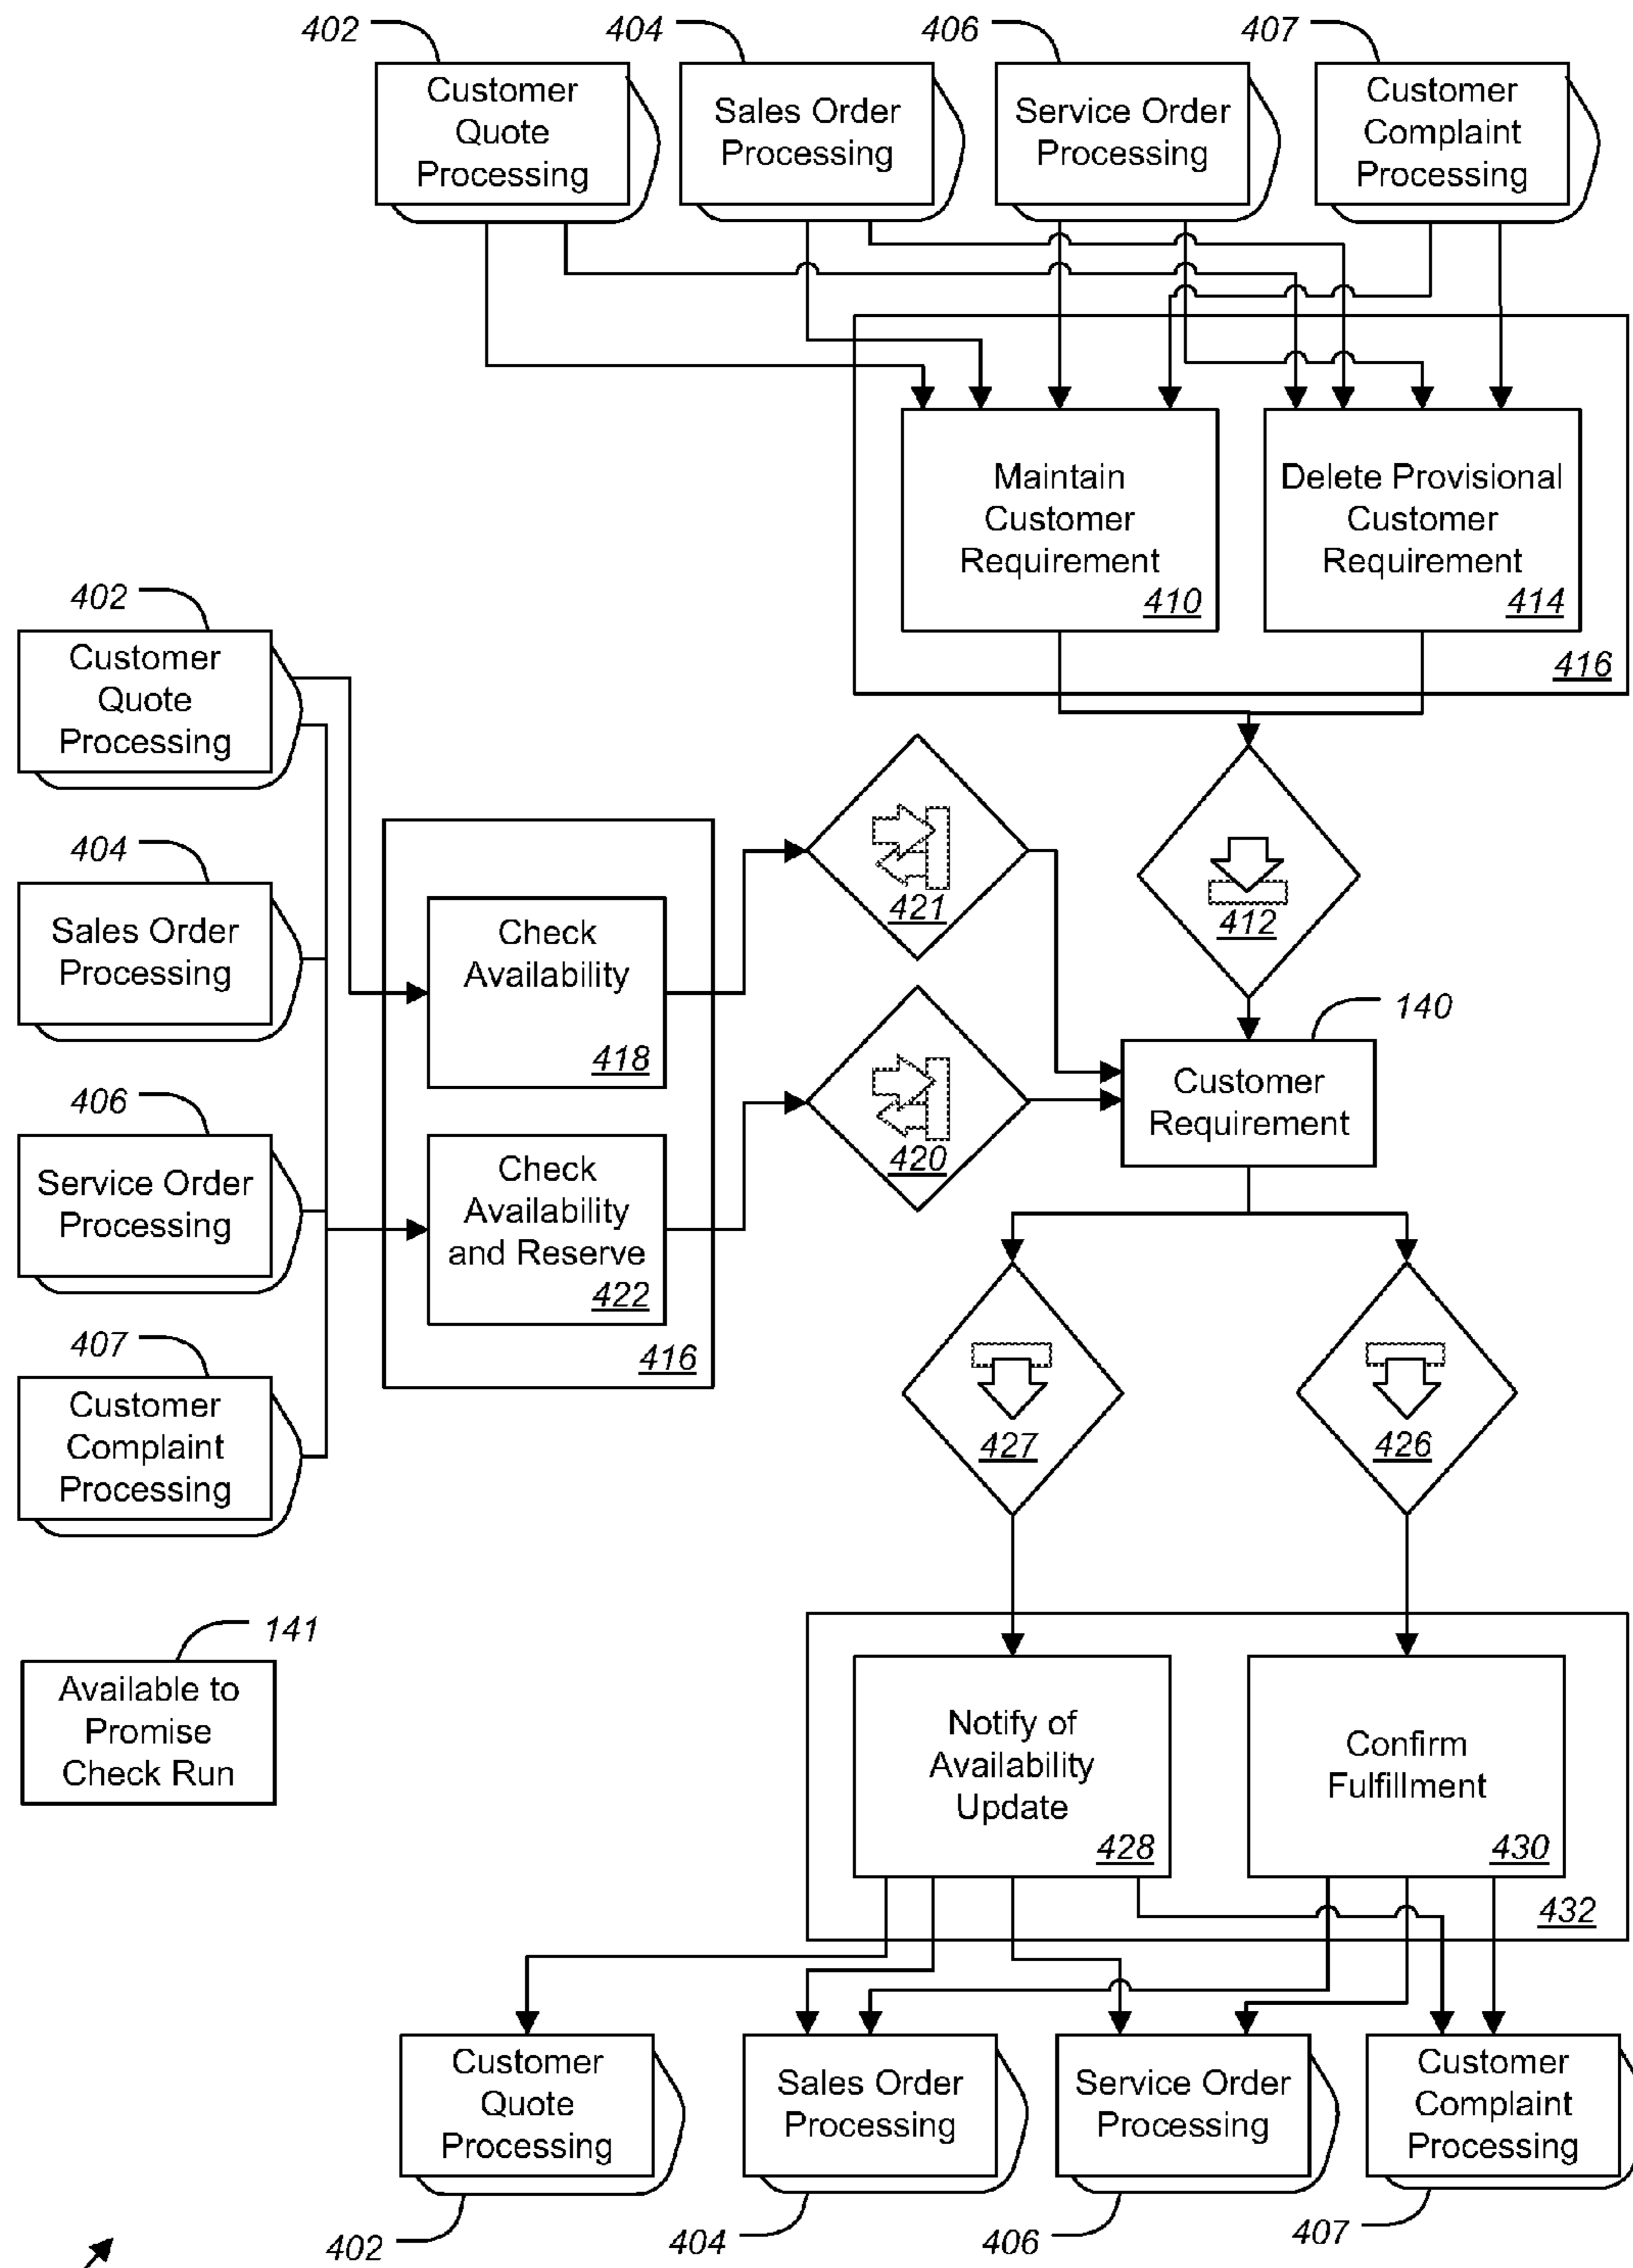 402
404
406
407
Customer
Quote
Processing
Sales Order
Processing
Service Order
Processing
Customer
Complaint
Processing
Maintain
Customer
Requirement
410
Delete Provisional
Customer
Requirement
414
416
402
Customer
Quote
Processing
404
Sales Order
Processing
406
Service Order
Processing
407
Customer
Complaint
Processing
Check
Availability
418
Check
Availability
and Reserve
422
416
421
420
412
140
Customer
Requirement
427
426
141
Available to
Promise
Check Run
Notify of
Availability
Update
428
Confirm
Fulfillment
430
432
Customer
Quote
Processing
Sales Order
Processing
Service Order
Processing
Customer
Complaint
Processing
402
404
406
407